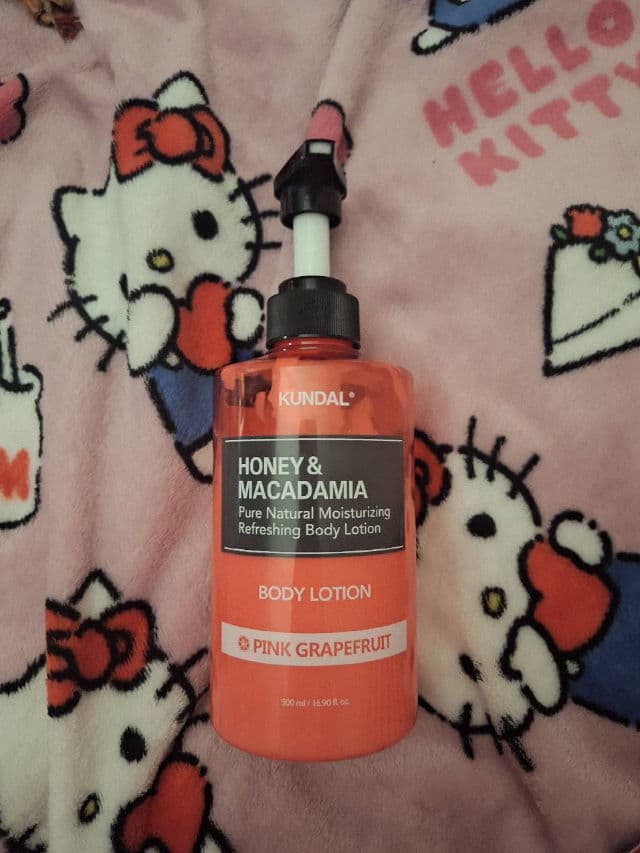 HELLO
KITTY
KUNDAL®
HONEY &
MACADAMIA
Pure Natural Moisturizing
Refreshing Body Lotion
BODY LOTION
PINK GRAPEFRUIT
500 ml / 16.90 fl. oz.
M